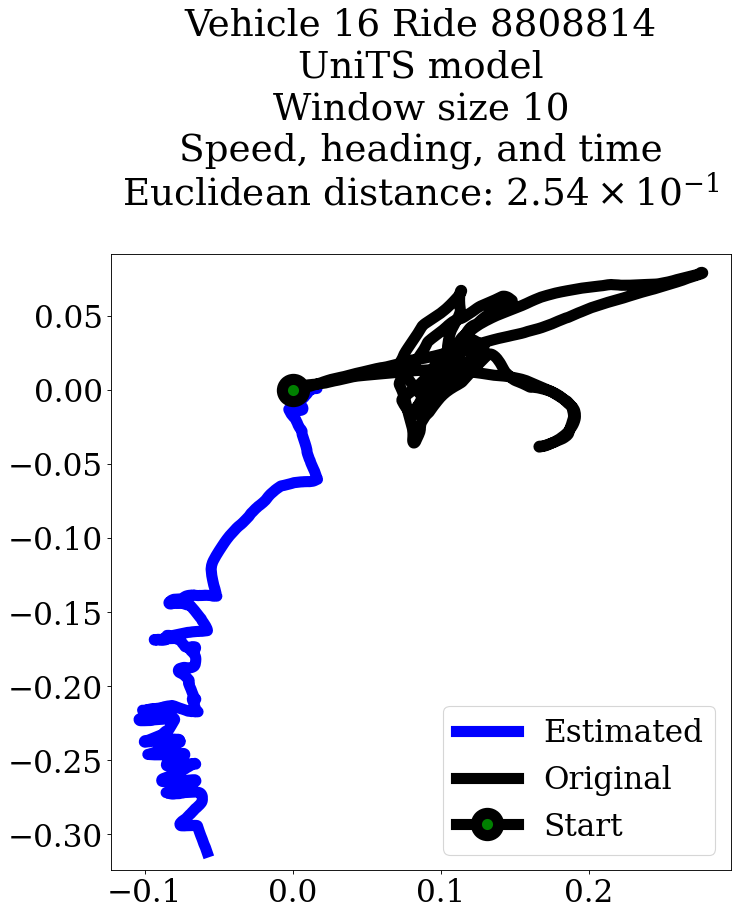 Vehicle 16 Ride 8808814
UniTS model
Window size 10
Speed, heading, and time
Euclidean distance: 2.54 × 10⁻¹
0.05
0.00
−0.05
−0.10
−0.15
−0.20
−0.25
−0.30
Estimated
Original
Start
−0.1 0.0 0.1 0.2